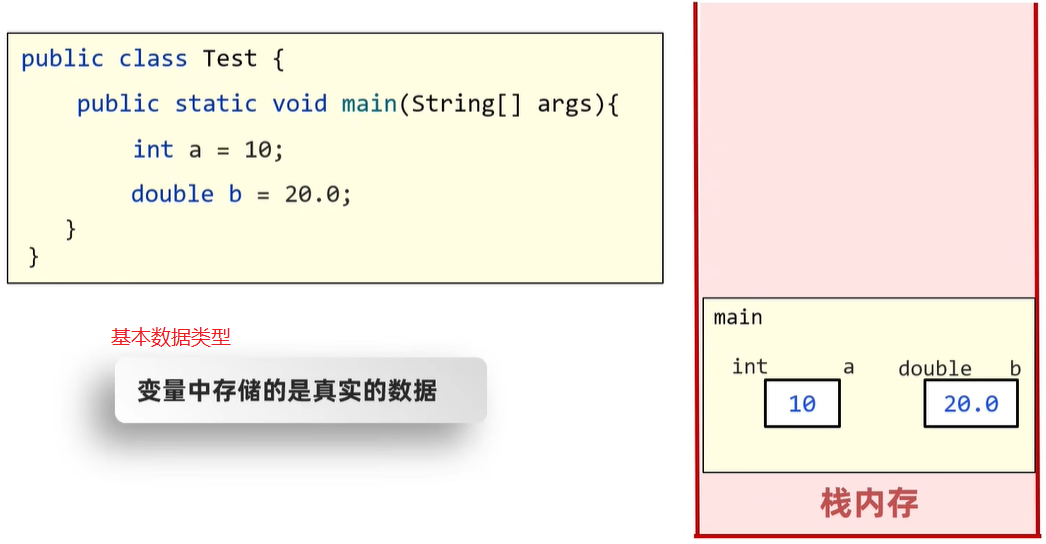 public class Test {
public static void main(String[] args){
int a = 10;
double b = 20.0;
}
}
基本数据类型
变量中存储的是真实的数据
main
int a double b
10 20.0
栈内存